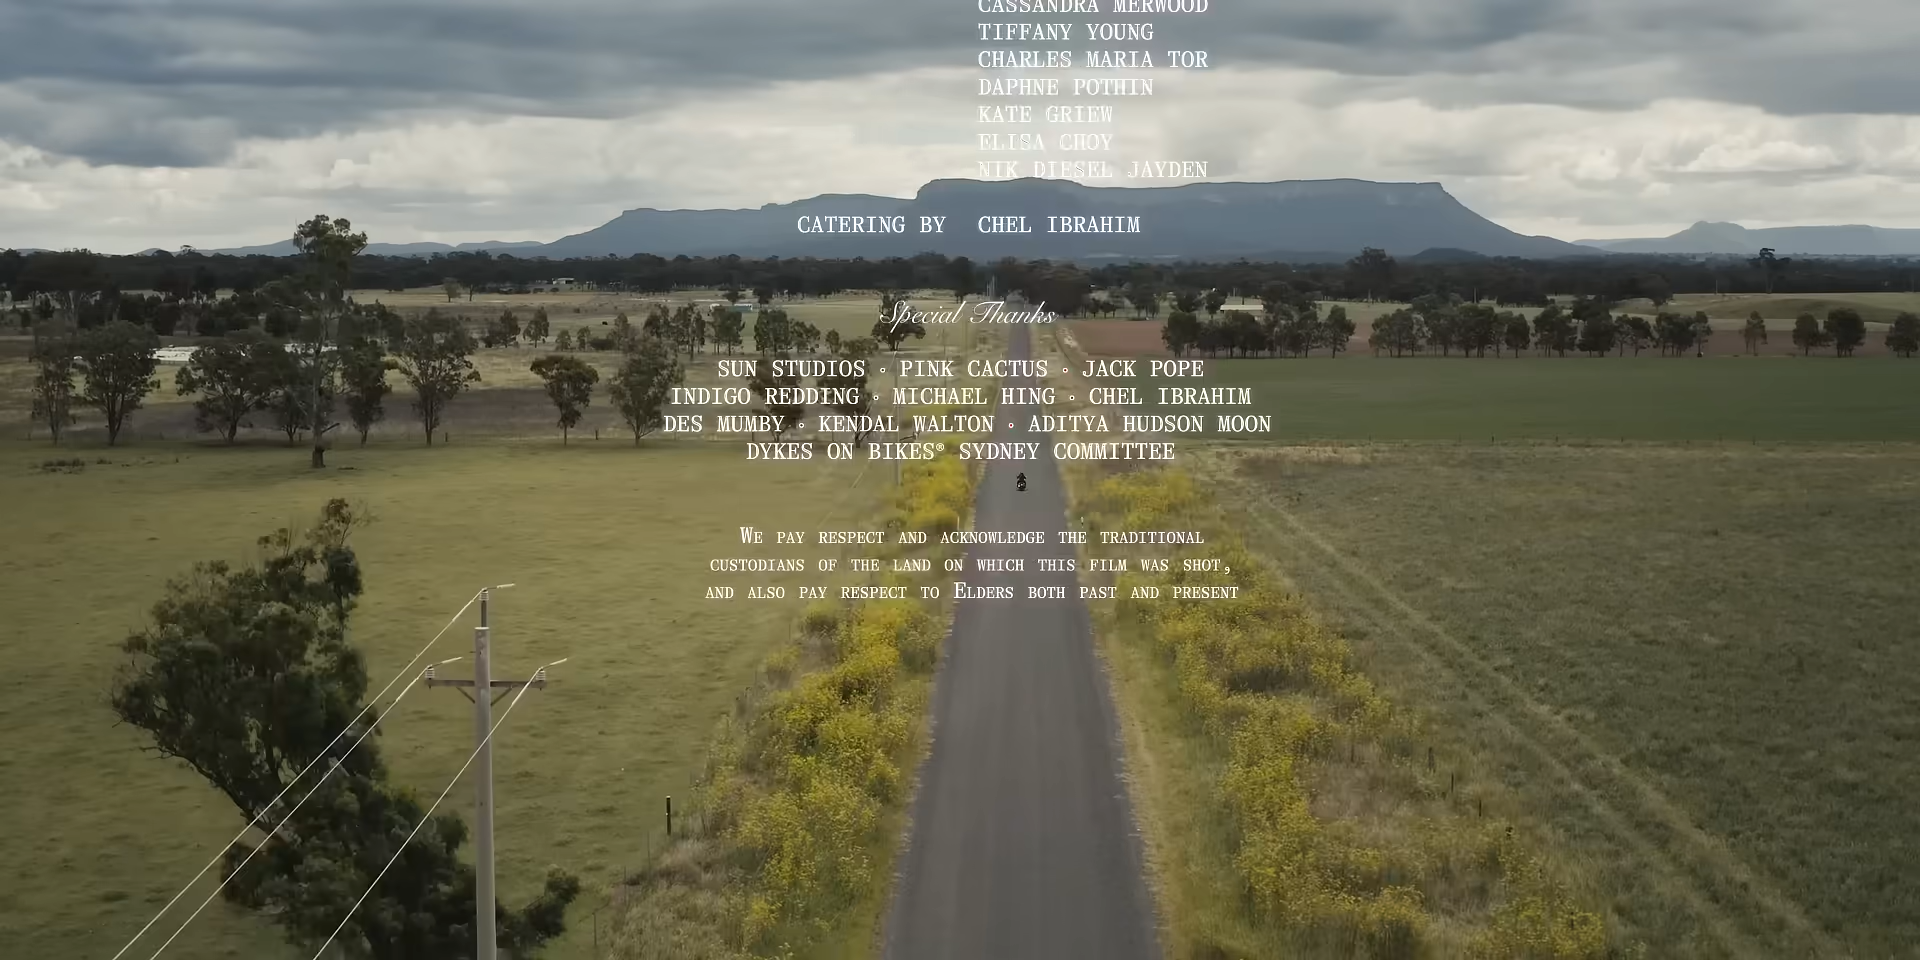 CASSANDRA MERWOOD
TIFFANY YOUNG
CHARLES MARIA TOR
DAPHNE POTHIN
KATE GRIEW
ELISA CHOY
NIK DIESEL JAYDEN
CATERING BY CHEL IBRAHIM
Special Thanks
SUN STUDIOS ◦ PINK CACTUS ◦ JACK POPE
INDIGO REDDING ◦ MICHAEL HING ◦ CHEL IBRAHIM
DES MUMBY ◦ KENDAL WALTON ◦ ADITYA HUDSON MOON
DYKES ON BIKES® SYDNEY COMMITTEE
We pay respect and acknowledge the traditional
custodians of the land on which this film was shot,
and also pay respect to Elders both past and present